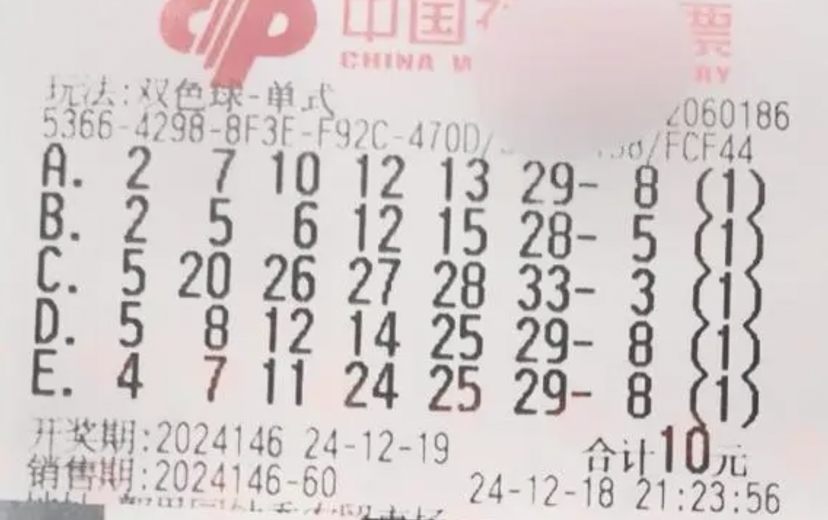 中国
CHINA W
票
RY
玩法:双色球-单式
2060186
5366-4298-8F3E-F92C-470D/
/FCF44
A. 2 7 10 12 13 29- 8 (1)
B. 2 5 6 12 15 28- 5 (1)
C. 5 20 26 27 28 33- 3 (1)
D. 5 8 12 14 25 29- 8 (1)
E. 4 7 11 24 25 29- 8 (1)
开奖期:2024146 24-12-19
合计10元
销售期:2024146-60
24-12-18 21:23:56